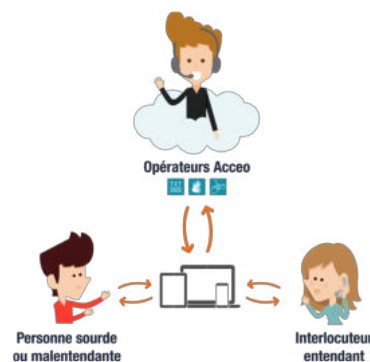 Opérateurs Acceo
Personne sourde
ou malentendante
Interlocuteur
entendant